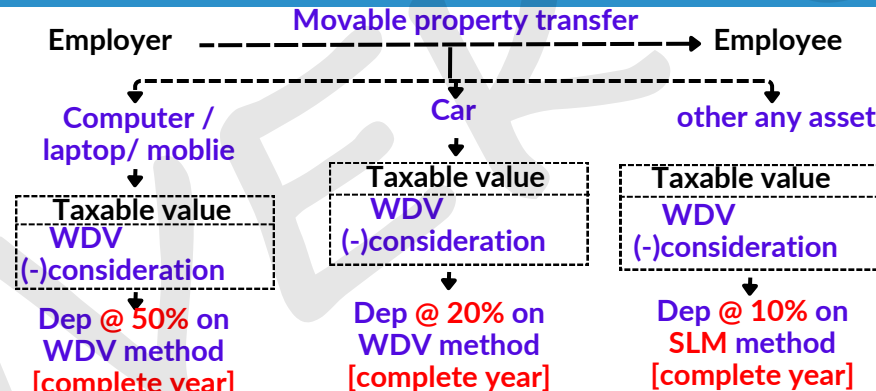 Movable property transfer
Employer
Employee
Computer /
laptop/ moblie
Taxable value
WDV
(-)consideration
Dep @ 50% on
WDV method
[complete year]
Car
Taxable value
WDV
(-)consideration
Dep @ 20% on
WDV method
[complete year]
other any asset
Taxable value
WDV
(-)consideration
Dep @ 10% on
SLM method
[complete year]